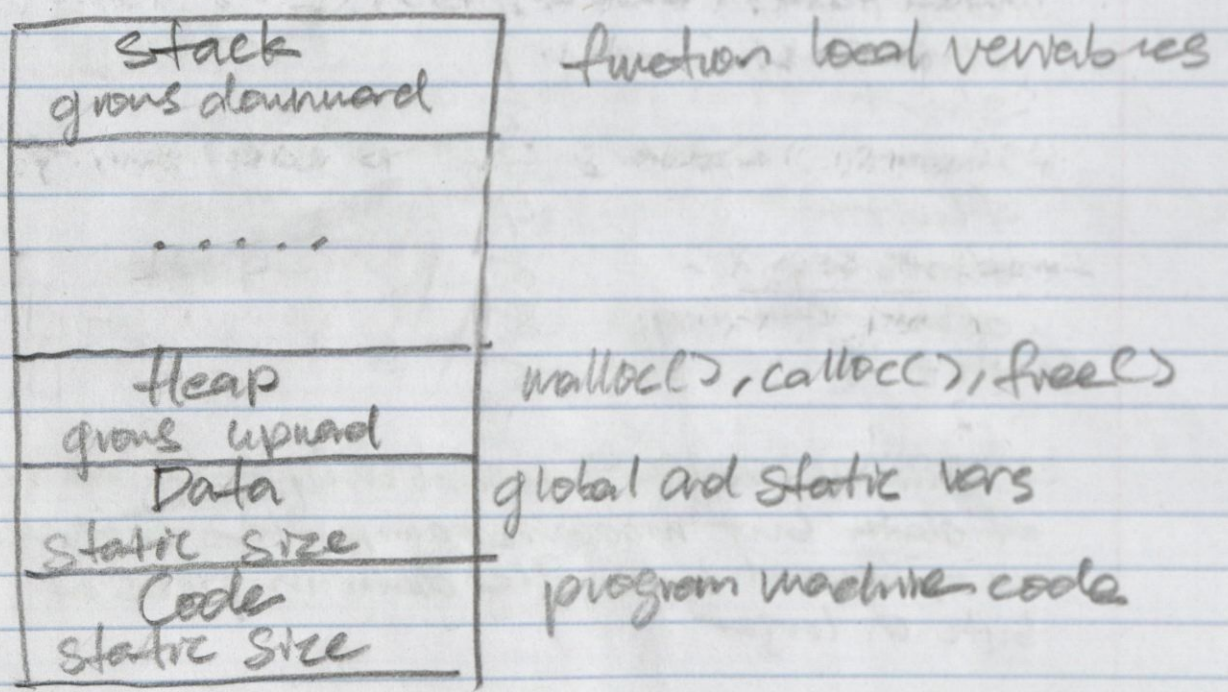 Stack function local variables
grows downward
.....
Heap malloc(), calloc(), free()
grows upward
Data global and static vars
static size
Code program machine code
static size